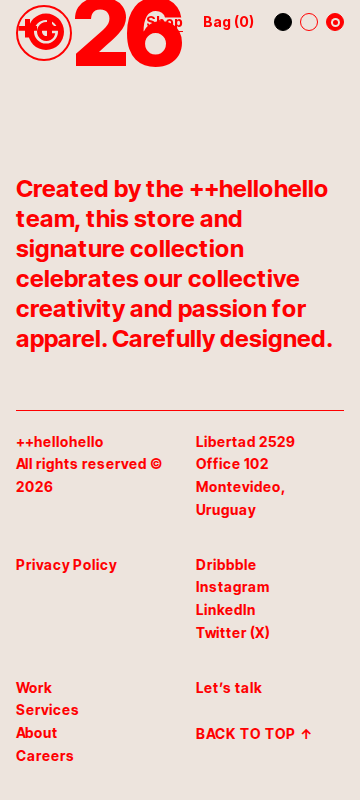 26
Shop
Bag (0)
Created by the ++hellohello
team, this store and
signature collection
celebrates our collective
creativity and passion for
apparel. Carefully designed.
++hellohello
All rights reserved ©
2026
Libertad 2529
Office 102
Montevideo,
Uruguay
Privacy Policy
Dribbble
Instagram
LinkedIn
Twitter (X)
Work
Services
About
Careers
Let’s talk
BACK TO TOP ↑